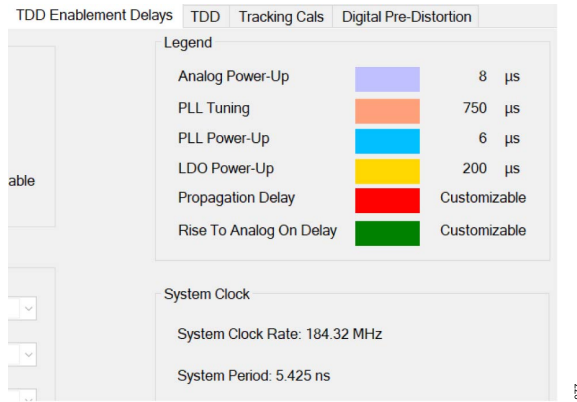 TDD Enablement Delays TDD Tracking Cals Digital Pre-Distortion
Legend
Analog Power-Up 8 µs
PLL Tuning 750 µs
PLL Power-Up 6 µs
LDO Power-Up 200 µs
able
Propagation Delay Customizable
Rise To Analog On Delay Customizable
System Clock
System Clock Rate: 184.32 MHz
System Period: 5.425 ns